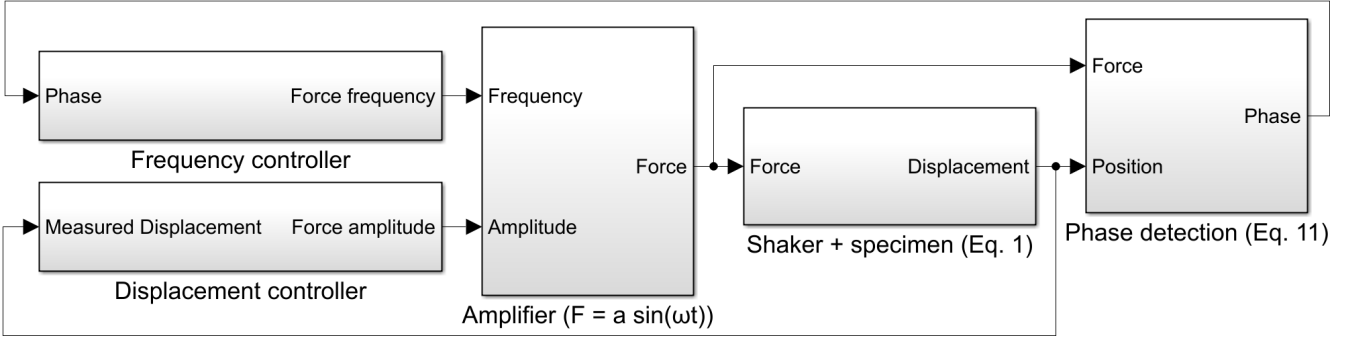 Phase
Force frequency
Frequency controller
Measured Displacement
Force amplitude
Displacement controller
Frequency
Force
Amplitude
Amplifier (F = a sin(ωt))
Force
Displacement
Shaker + specimen (Eq. 1)
Force
Phase
Position
Phase detection (Eq. 11)